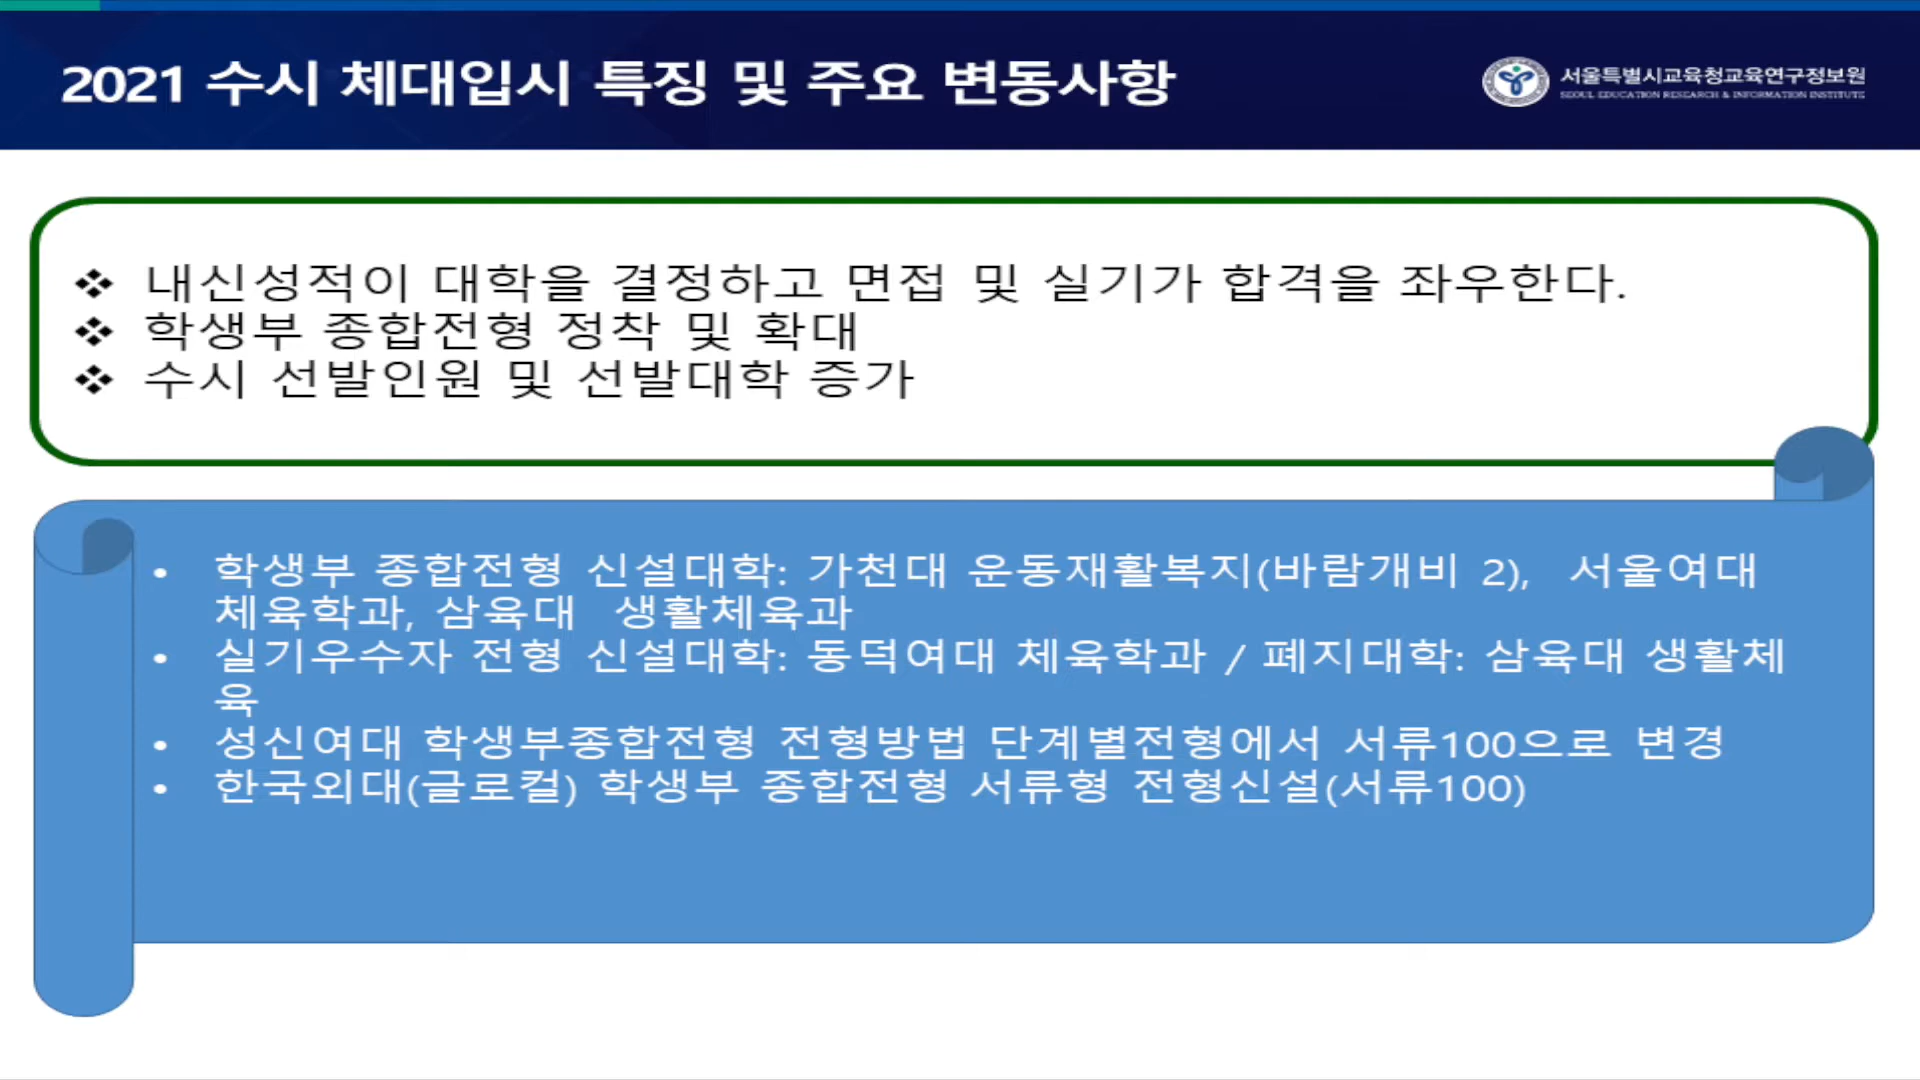 2021 수시 체대입시 특징 및 주요 변동사항
서울특별시교육청교육연구정보원
SEOUL EDUCATION RESEARCH & INFORMATION INSTITUTE
❖ 내신성적이 대학을 결정하고 면접 및 실기가 합격을 좌우한다.
❖ 학생부 종합전형 정착 및 확대
❖ 수시 선발인원 및 선발대학 증가
• 학생부 종합전형 신설대학: 가천대 운동재활복지(바람개비 2), 서울여대
체육학과, 삼육대 생활체육과
• 실기우수자 전형 신설대학: 동덕여대 체육학과 / 폐지대학: 삼육대 생활체
육
• 성신여대 학생부종합전형 전형방법 단계별전형에서 서류100으로 변경
• 한국외대(글로컬) 학생부 종합전형 서류형 전형신설(서류100)